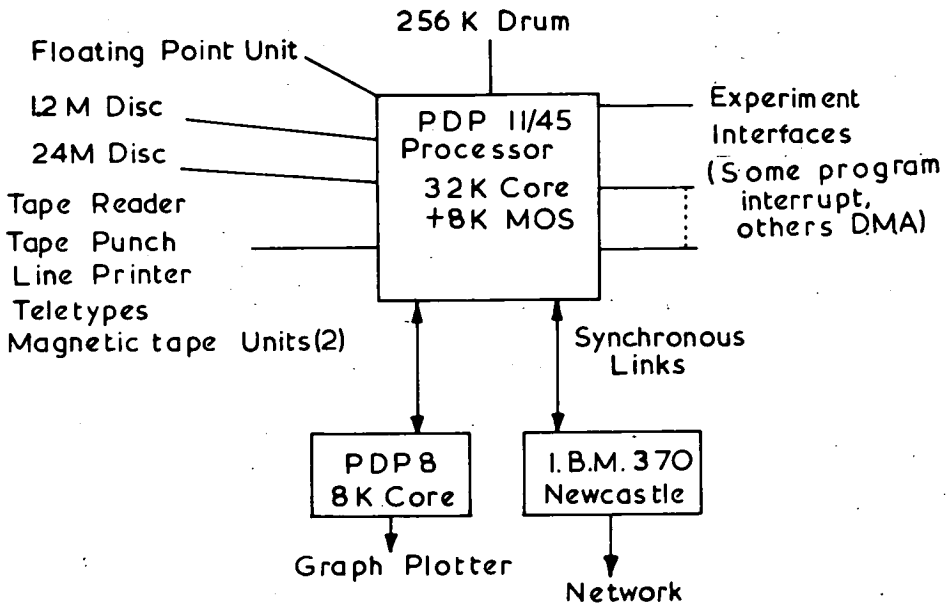 256 K Drum
Floating Point Unit
1.2 M Disc
24M Disc
Tape Reader
Tape Punch
Line Printer
Teletypes
Magnetic tape Units(2)
PDP 11/45
Processor
32K Core
+8K MOS
Experiment
Interfaces
(Some program
interrupt,
others DMA)
Synchronous
Links
PDP8
8K Core
I.B.M. 370
Newcastle
Graph Plotter
Network